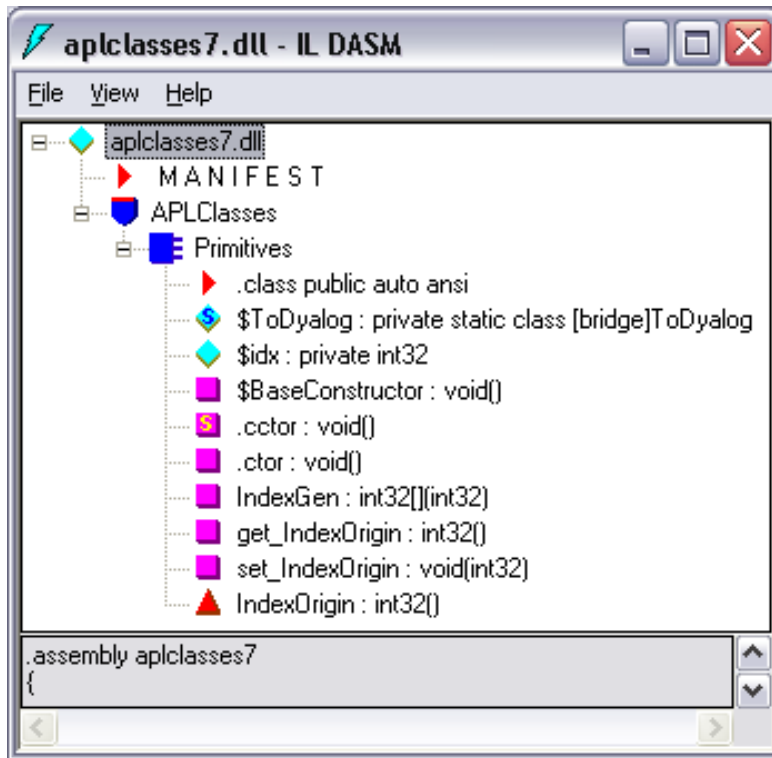 aplclasses7.dll - IL DASM
File View Help
aplclasses7.dll
M A N I F E S T
APLClasses
Primitives
.class public auto ansi
$ToDyalog : private static class [bridge]ToDyalog
$idx : private int32
$BaseConstructor : void()
.cctor : void()
.ctor : void()
IndexGen : int32[](int32)
get_IndexOrigin : int32()
set_IndexOrigin : void(int32)
IndexOrigin : int32()
.assembly aplclasses7
{